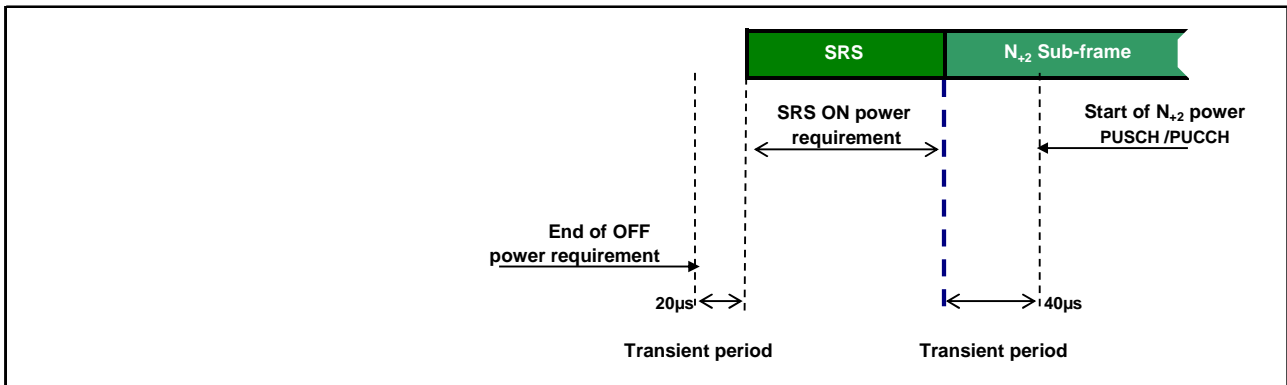 SRS
N+2 Sub-frame
SRS ON power
requirement
Start of N+2 power
PUSCH /PUCCH
End of OFF
power requirement
20µs
40µs
Transient period
Transient period